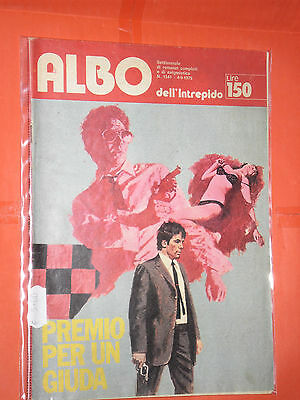 ALBO
dell'Intrepido
Settimanale
di romanzi completi
e di enigmistica
Lire
150
PREMIO
PER UN
GIUDA